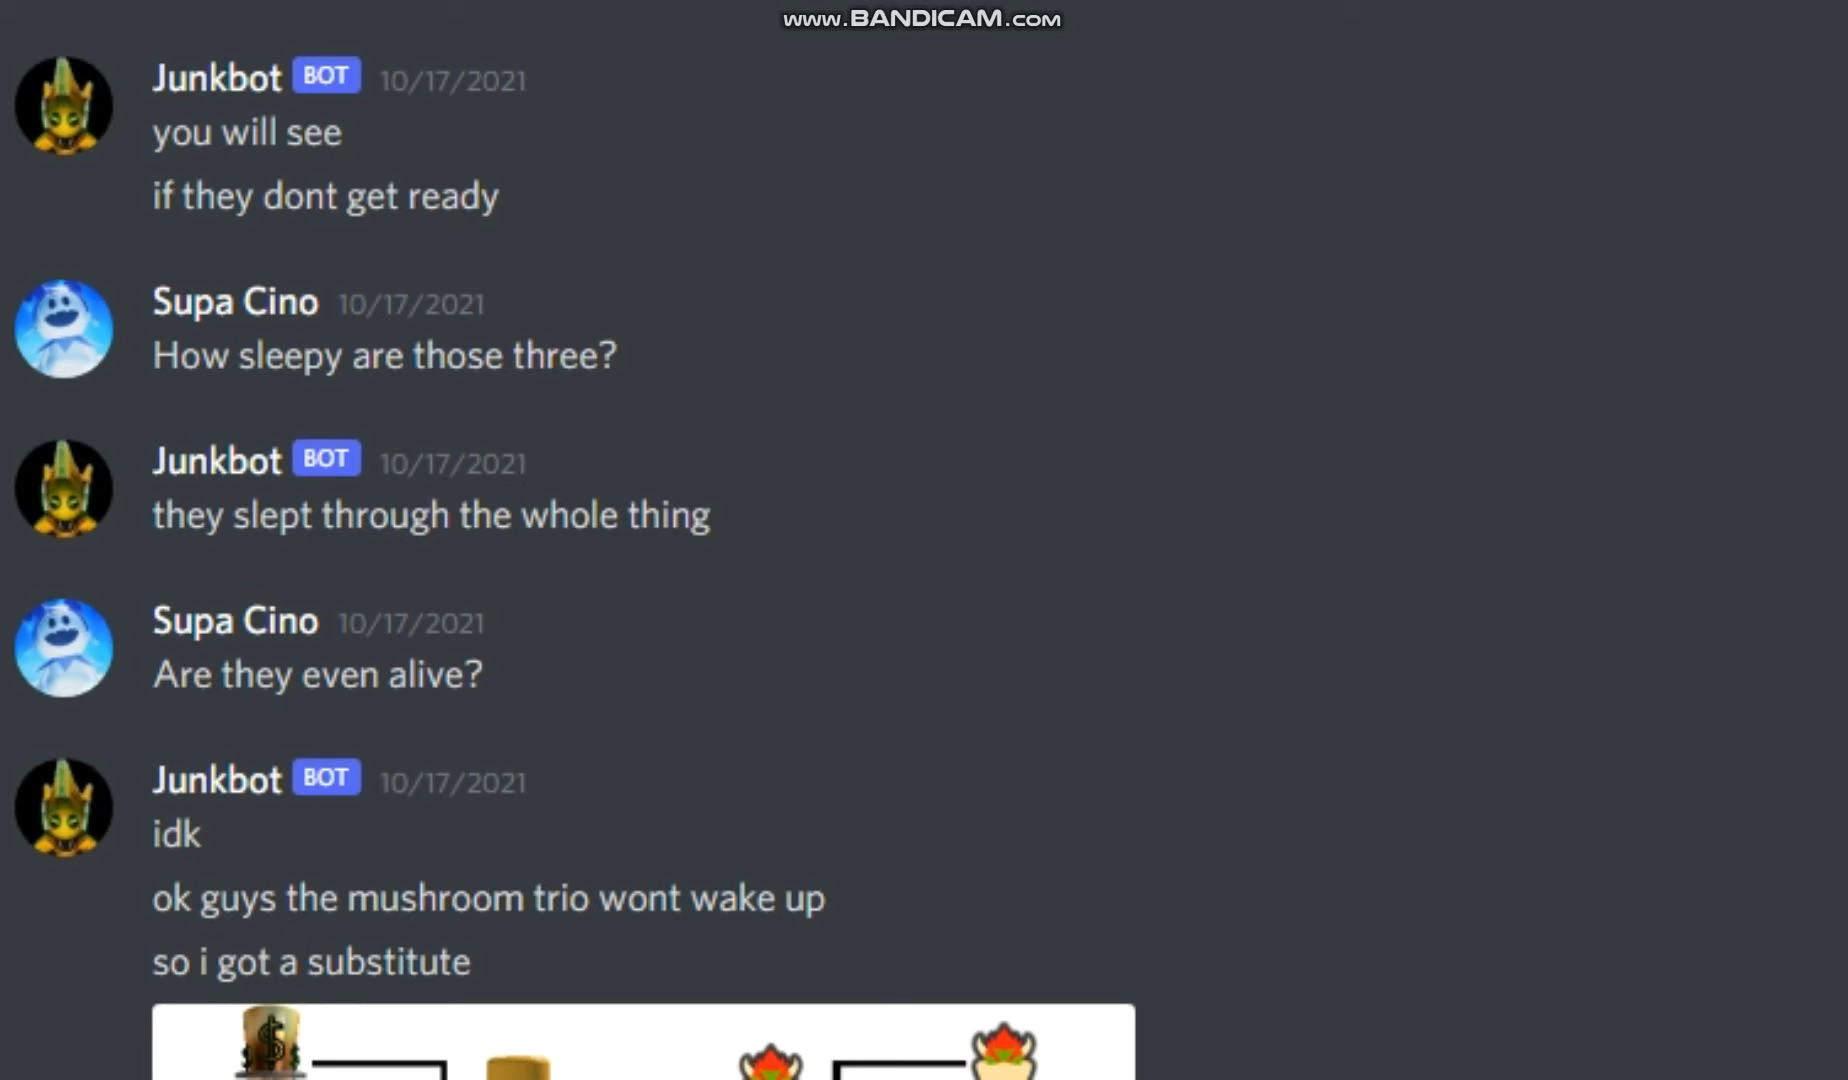 www.BANDICAM.com
Junkbot BOT 10/17/2021
you will see
if they dont get ready
Supa Cino 10/17/2021
How sleepy are those three?
Junkbot BOT 10/17/2021
they slept through the whole thing
Supa Cino 10/17/2021
Are they even alive?
Junkbot BOT 10/17/2021
idk
ok guys the mushroom trio wont wake up
so i got a substitute
$